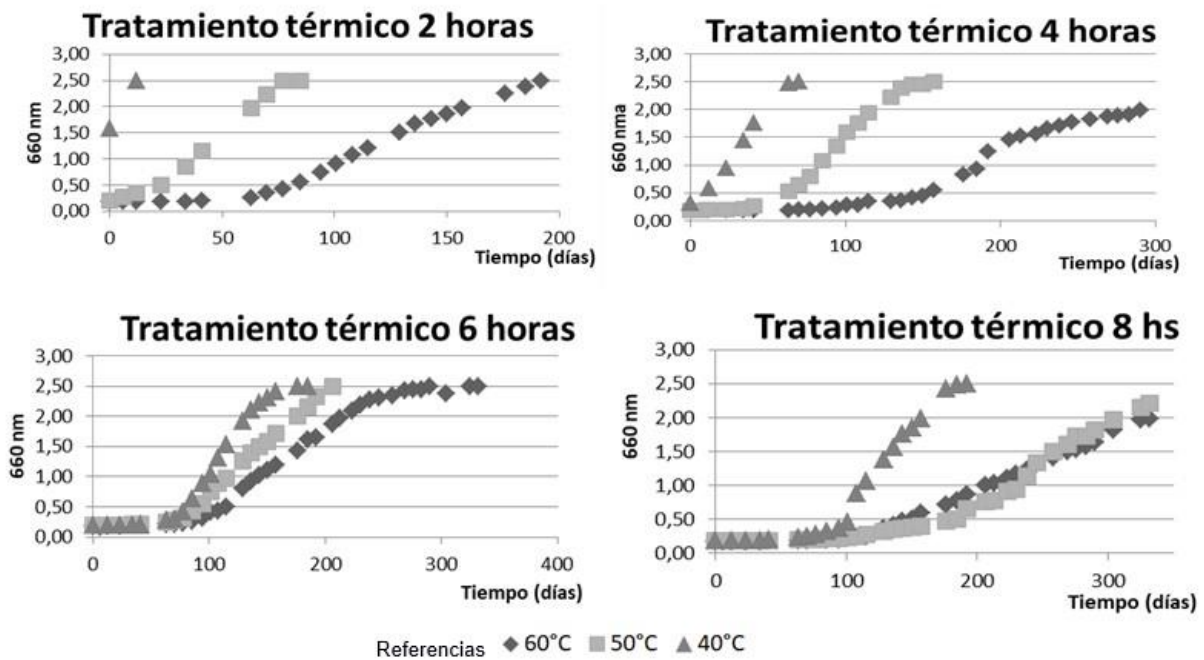 Tratamiento térmico 2 horas
3,00
2,50
2,00
1,50
1,00
0,50
0,00
660 nm
0 50 100 150 200
Tiempo (días)
Tratamiento térmico 4 horas
3,00
2,50
2,00
1,50
1,00
0,50
0,00
660 nma
0 100 200 300
Tiempo (días)
Tratamiento térmico 6 horas
3,00
2,50
2,00
1,50
1,00
0,50
0,00
660 nm
0 100 200 300 400
Tiempo (días)
Tratamiento térmico 8 hs
3,00
2,50
2,00
1,50
1,00
0,50
0,00
660 nm
0 100 200 300
Tiempo (días)
Referencias 60°C 50°C 40°C